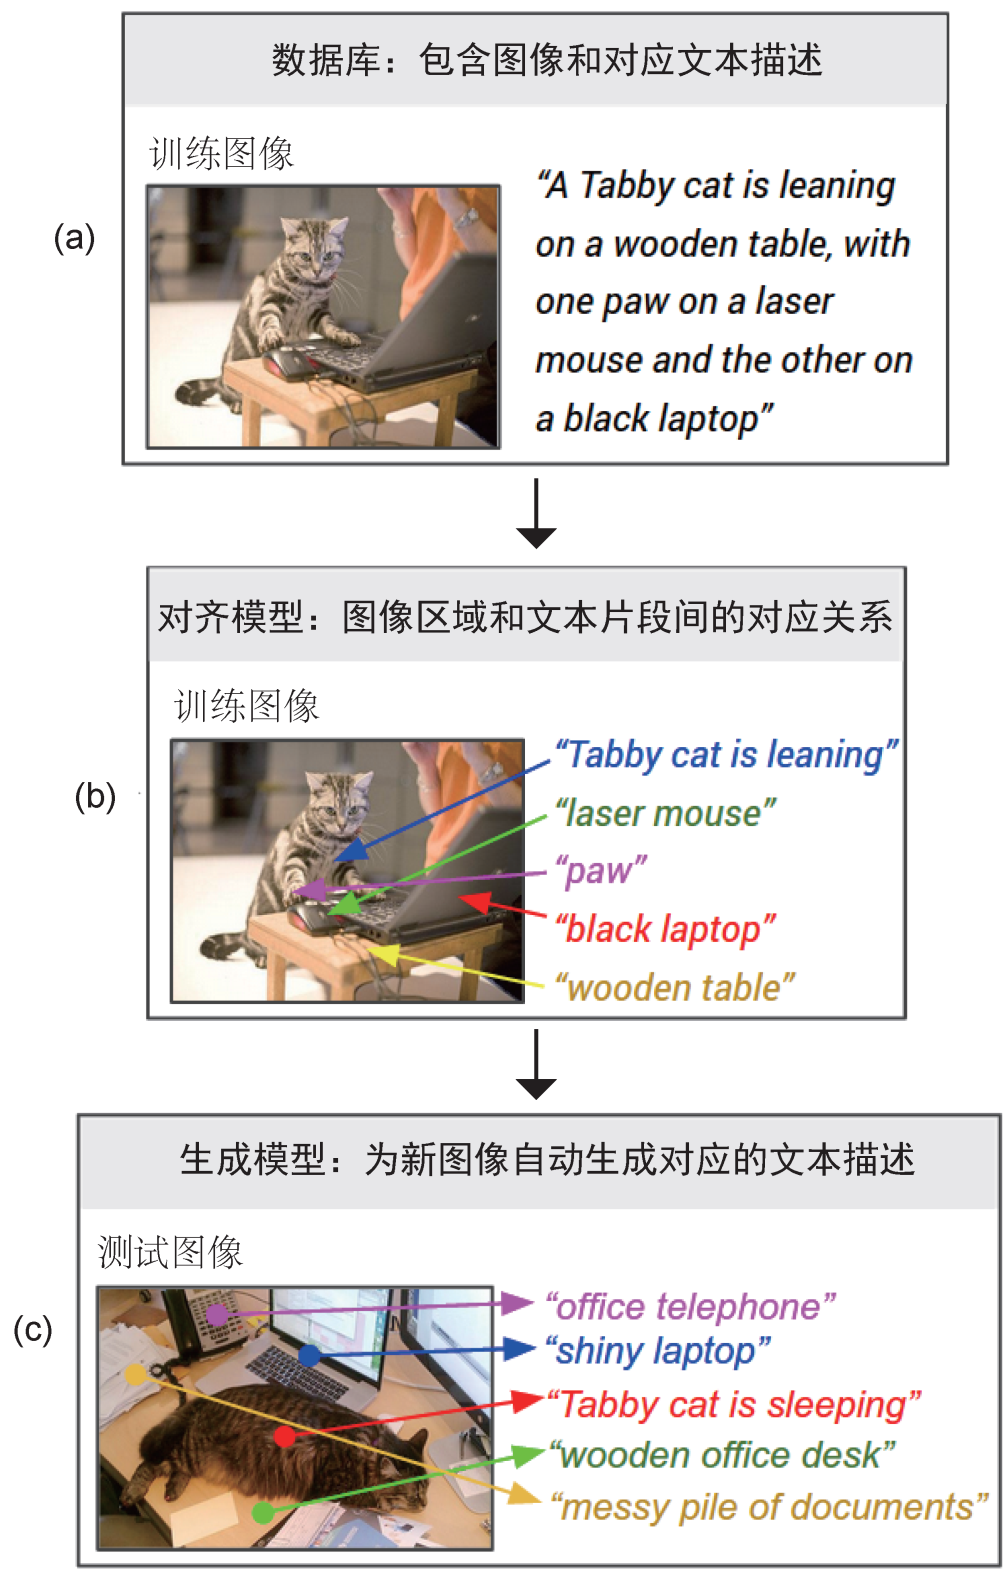 数据库：包含图像和对应文本描述
训练图像
(a)
“A Tabby cat is leaning
on a wooden table, with
one paw on a laser
mouse and the other on
a black laptop”
对齐模型：图像区域和文本片段间的对应关系
训练图像
(b)
“Tabby cat is leaning”
“laser mouse”
“paw”
“black laptop”
“wooden table”
生成模型：为新图像自动生成对应的文本描述
测试图像
(c)
“office telephone”
“shiny laptop”
“Tabby cat is sleeping”
“wooden office desk”
“messy pile of documents”